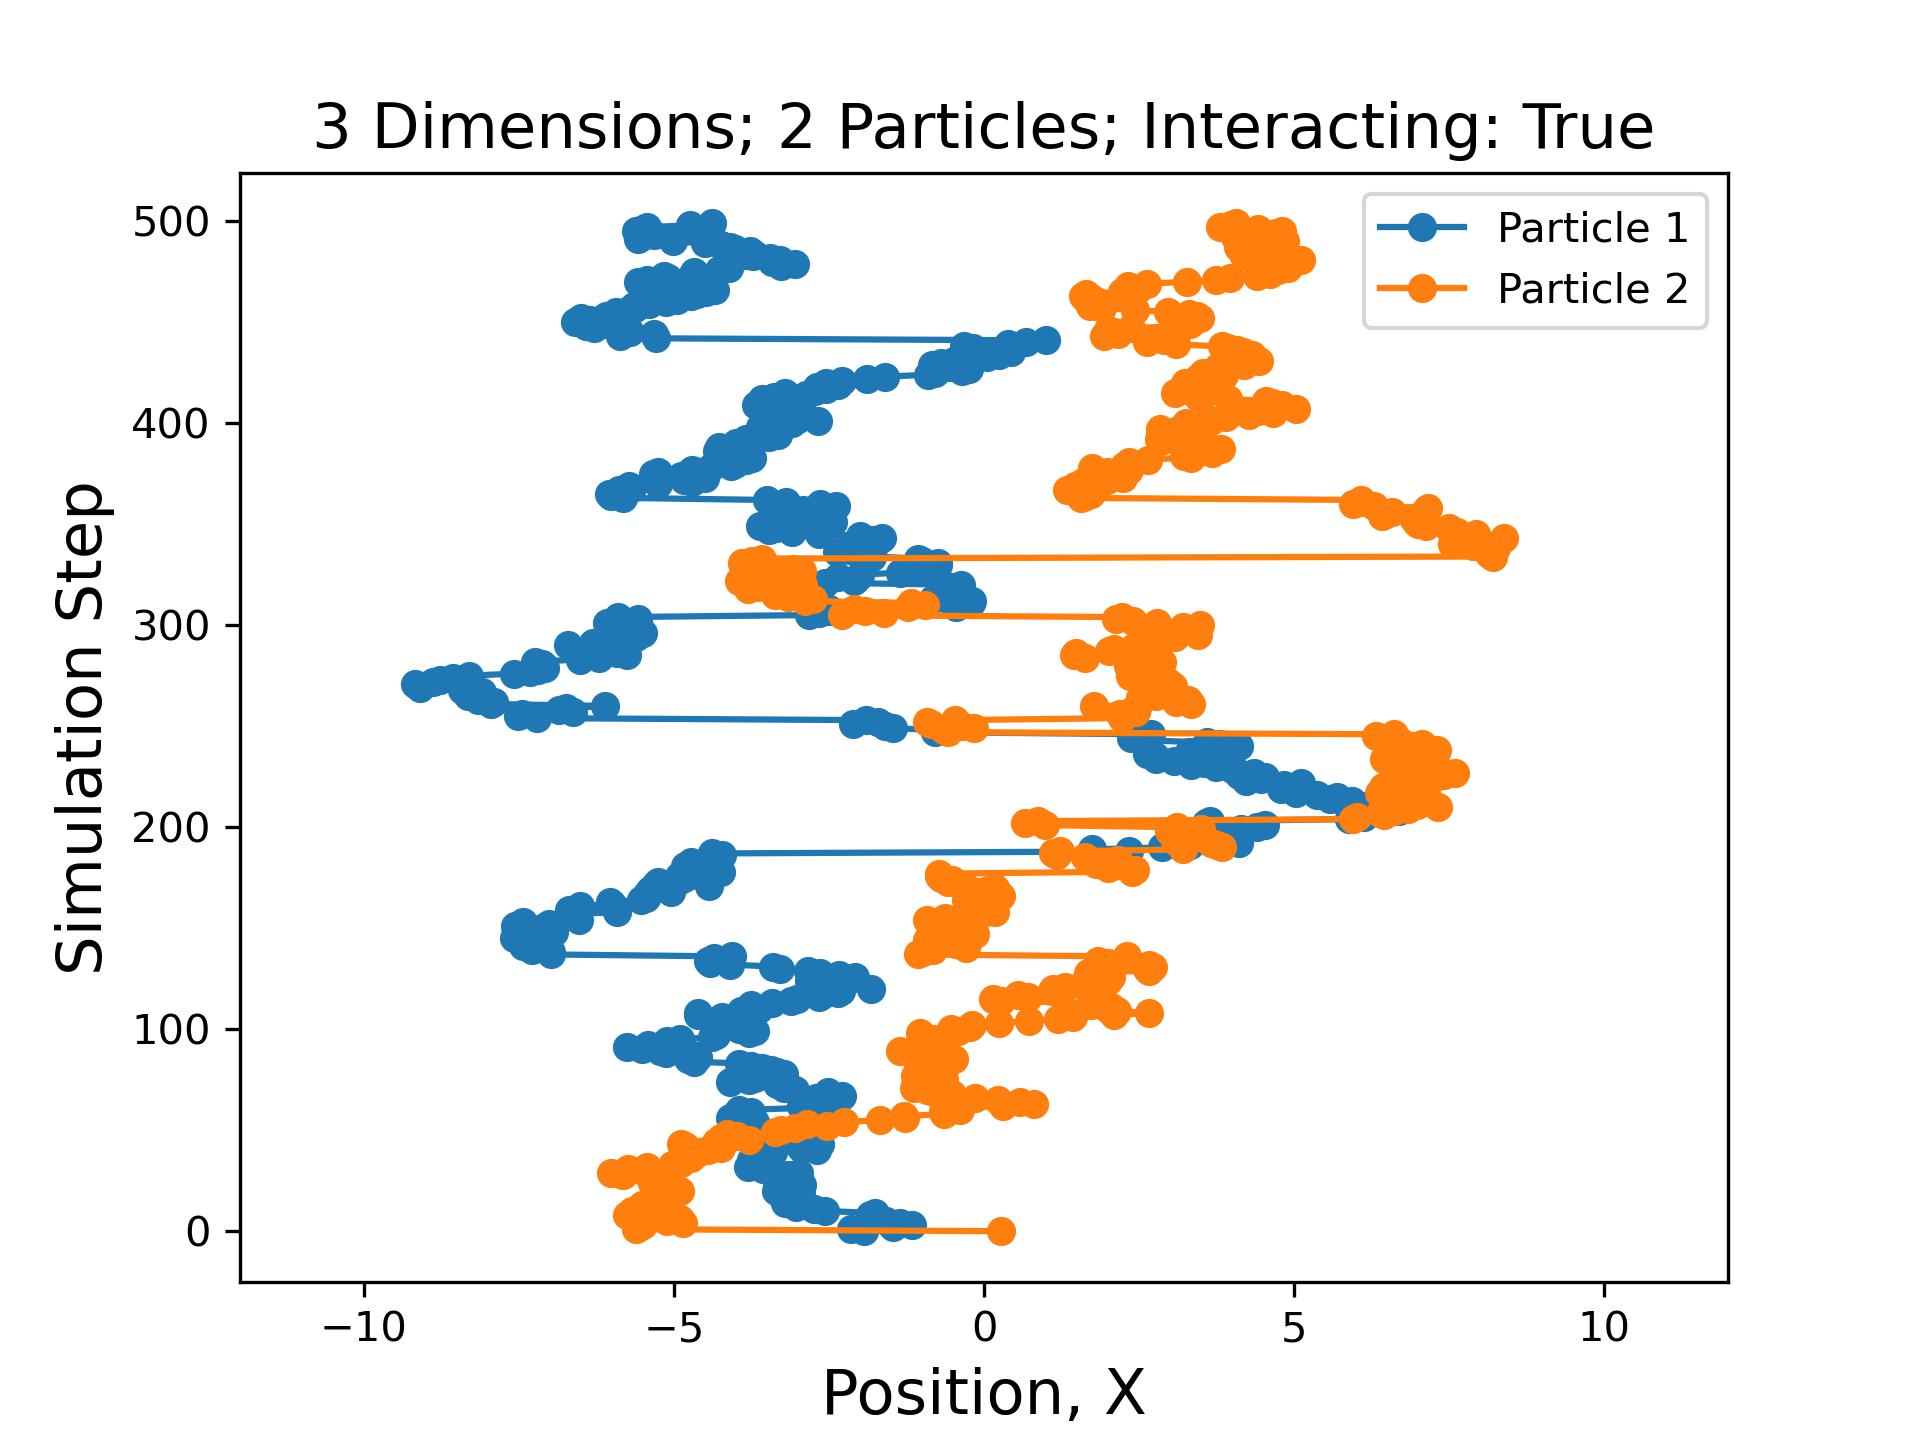 3 Dimensions; 2 Particles; Interacting: True
Particle 1
Particle 2
Simulation Step
500
400
300
200
100
0
−10
−5
0
5
10
Position, X